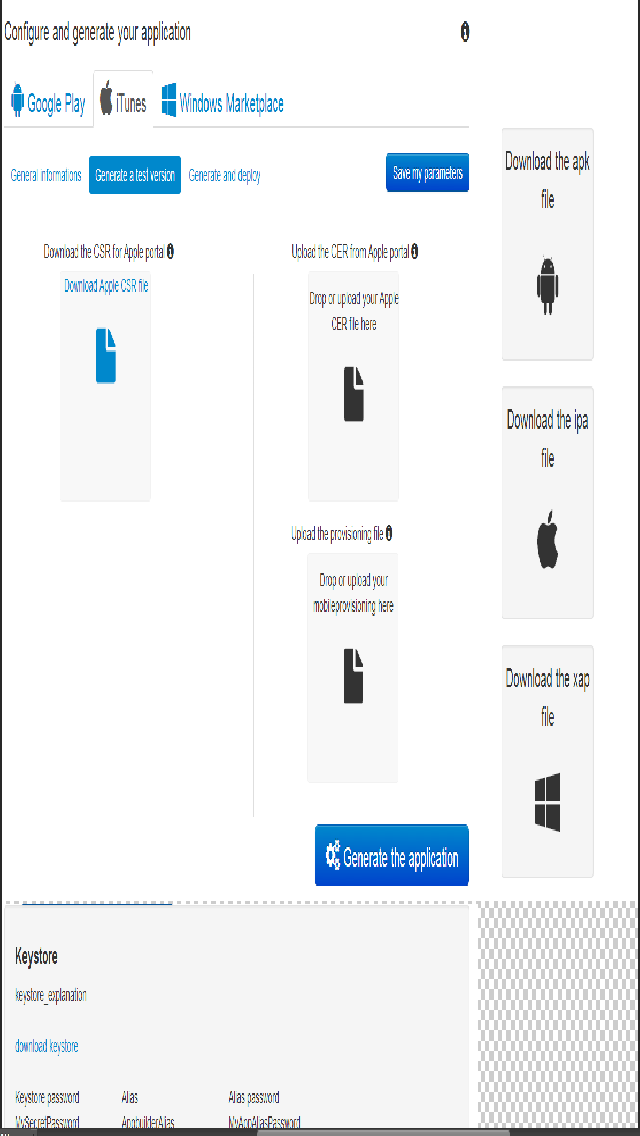 Configure and generate your application
Google Play
iTunes
Windows Marketplace
General informations
Generate a test version
Generate and deploy
Save my parameters
Download the CSR for Apple portal
Download Apple CSR file
Upload the CER from Apple portal
Drop or upload your Apple
CER file here
Upload the provisioning file
Drop or upload your
mobileprovisioning here
Generate the application
Download the apk
file
Download the ipa
file
Download the xap
file
Keystore
keystore_explanation
download keystore
Keystore password Alias Alias password
MySecretPassword AppbuilderAlias MyAppAliasPassword